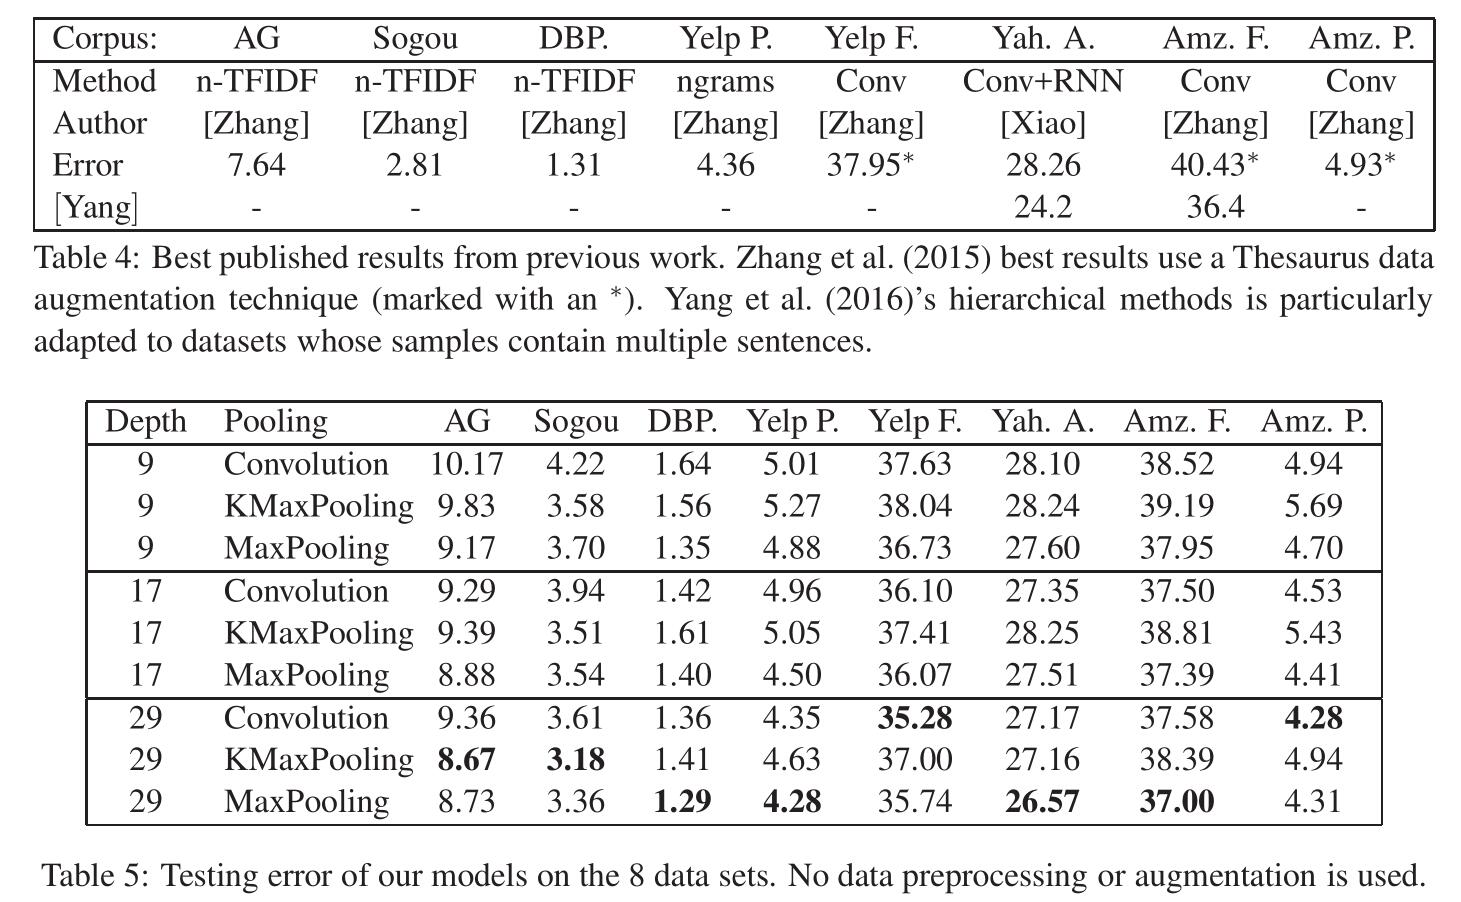 Corpus: AG Sogou DBP. Yelp P. Yelp F. Yah. A. Amz. F. Amz. P.
Method n-TFIDF n-TFIDF n-TFIDF ngrams Conv Conv+RNN Conv Conv
Author [Zhang] [Zhang] [Zhang] [Zhang] [Zhang] [Xiao] [Zhang] [Zhang]
Error 7.64 2.81 1.31 4.36 37.95* 28.26 40.43* 4.93*
[Yang] - - - - - 24.2 36.4 -
Table 4: Best published results from previous work. Zhang et al. (2015) best results use a Thesaurus data
augmentation technique (marked with an *). Yang et al. (2016)'s hierarchical methods is particularly
adapted to datasets whose samples contain multiple sentences.
Depth Pooling AG Sogou DBP. Yelp P. Yelp F. Yah. A. Amz. F. Amz. P.
9 Convolution 10.17 4.22 1.64 5.01 37.63 28.10 38.52 4.94
9 KMaxPooling 9.83 3.58 1.56 5.27 38.04 28.24 39.19 5.69
9 MaxPooling 9.17 3.70 1.35 4.88 36.73 27.60 37.95 4.70
17 Convolution 9.29 3.94 1.42 4.96 36.10 27.35 37.50 4.53
17 KMaxPooling 9.39 3.51 1.61 5.05 37.41 28.25 38.81 5.43
17 MaxPooling 8.88 3.54 1.40 4.50 36.07 27.51 37.39 4.41
29 Convolution 9.36 3.61 1.36 4.35 35.28 27.17 37.58 4.28
29 KMaxPooling 8.67 3.18 1.41 4.63 37.00 27.16 38.39 4.94
29 MaxPooling 8.73 3.36 1.29 4.28 35.74 26.57 37.00 4.31
Table 5: Testing error of our models on the 8 data sets. No data preprocessing or augmentation is used.